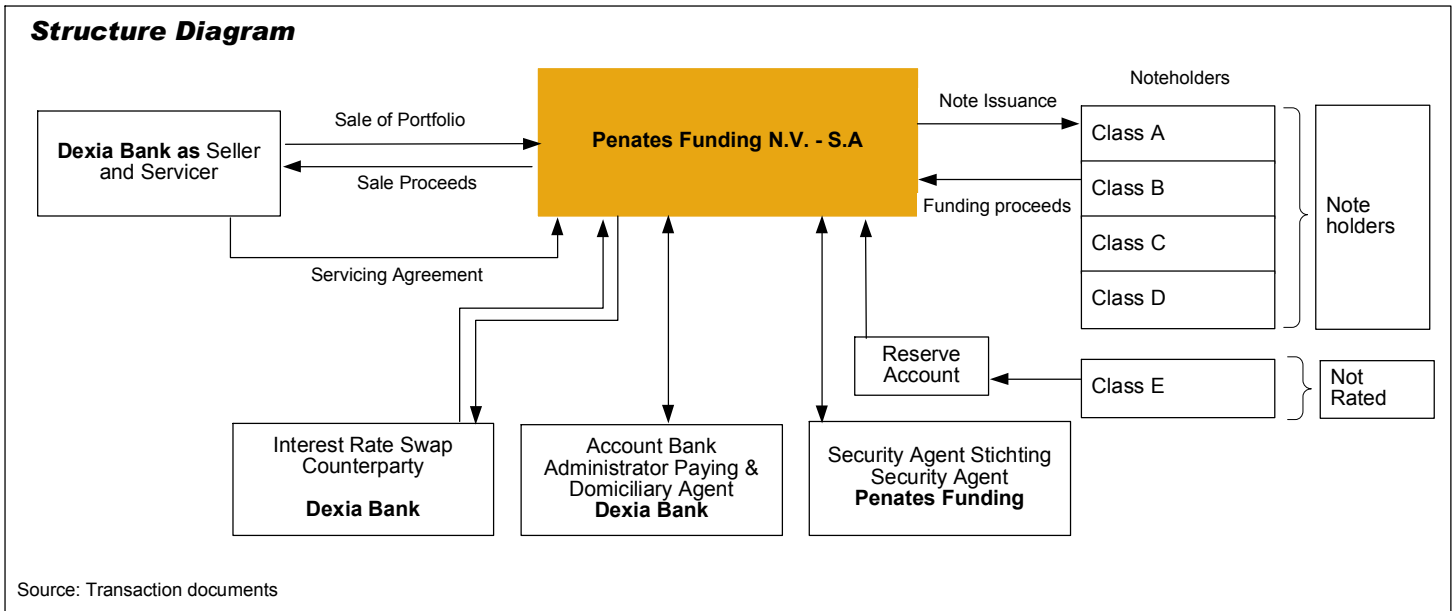 Structure Diagram
Noteholders
Sale of Portfolio
Note Issuance
Dexia Bank as Seller
and Servicer
Penates Funding N.V. - S.A
Class A
Sale Proceeds
Class B
Funding proceeds
Note
holders
Class C
Servicing Agreement
Class D
Reserve
Account
Class E
Not
Rated
Interest Rate Swap
Counterparty
Dexia Bank
Account Bank
Administrator Paying &
Domiciliary Agent
Dexia Bank
Security Agent Stichting
Security Agent
Penates Funding
Source: Transaction documents